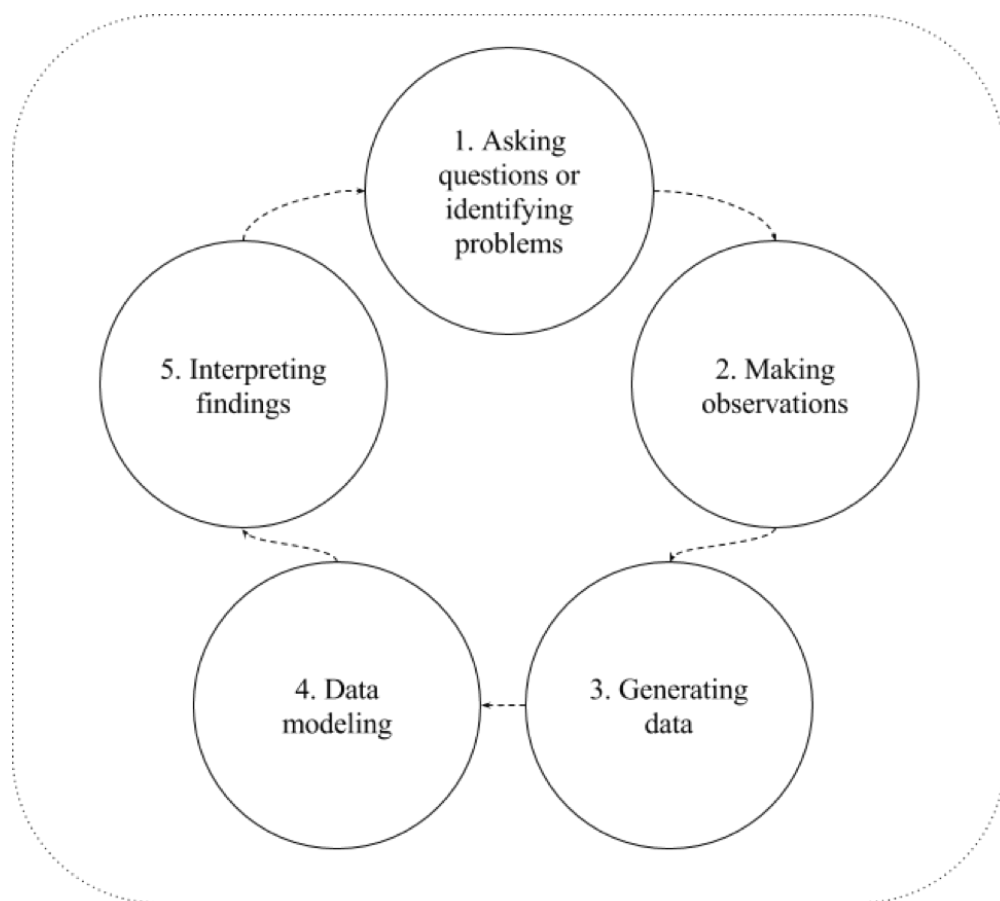 1. Asking
questions or
identifying
problems
2. Making
observations
3. Generating
data
4. Data
modeling
5. Interpreting
findings